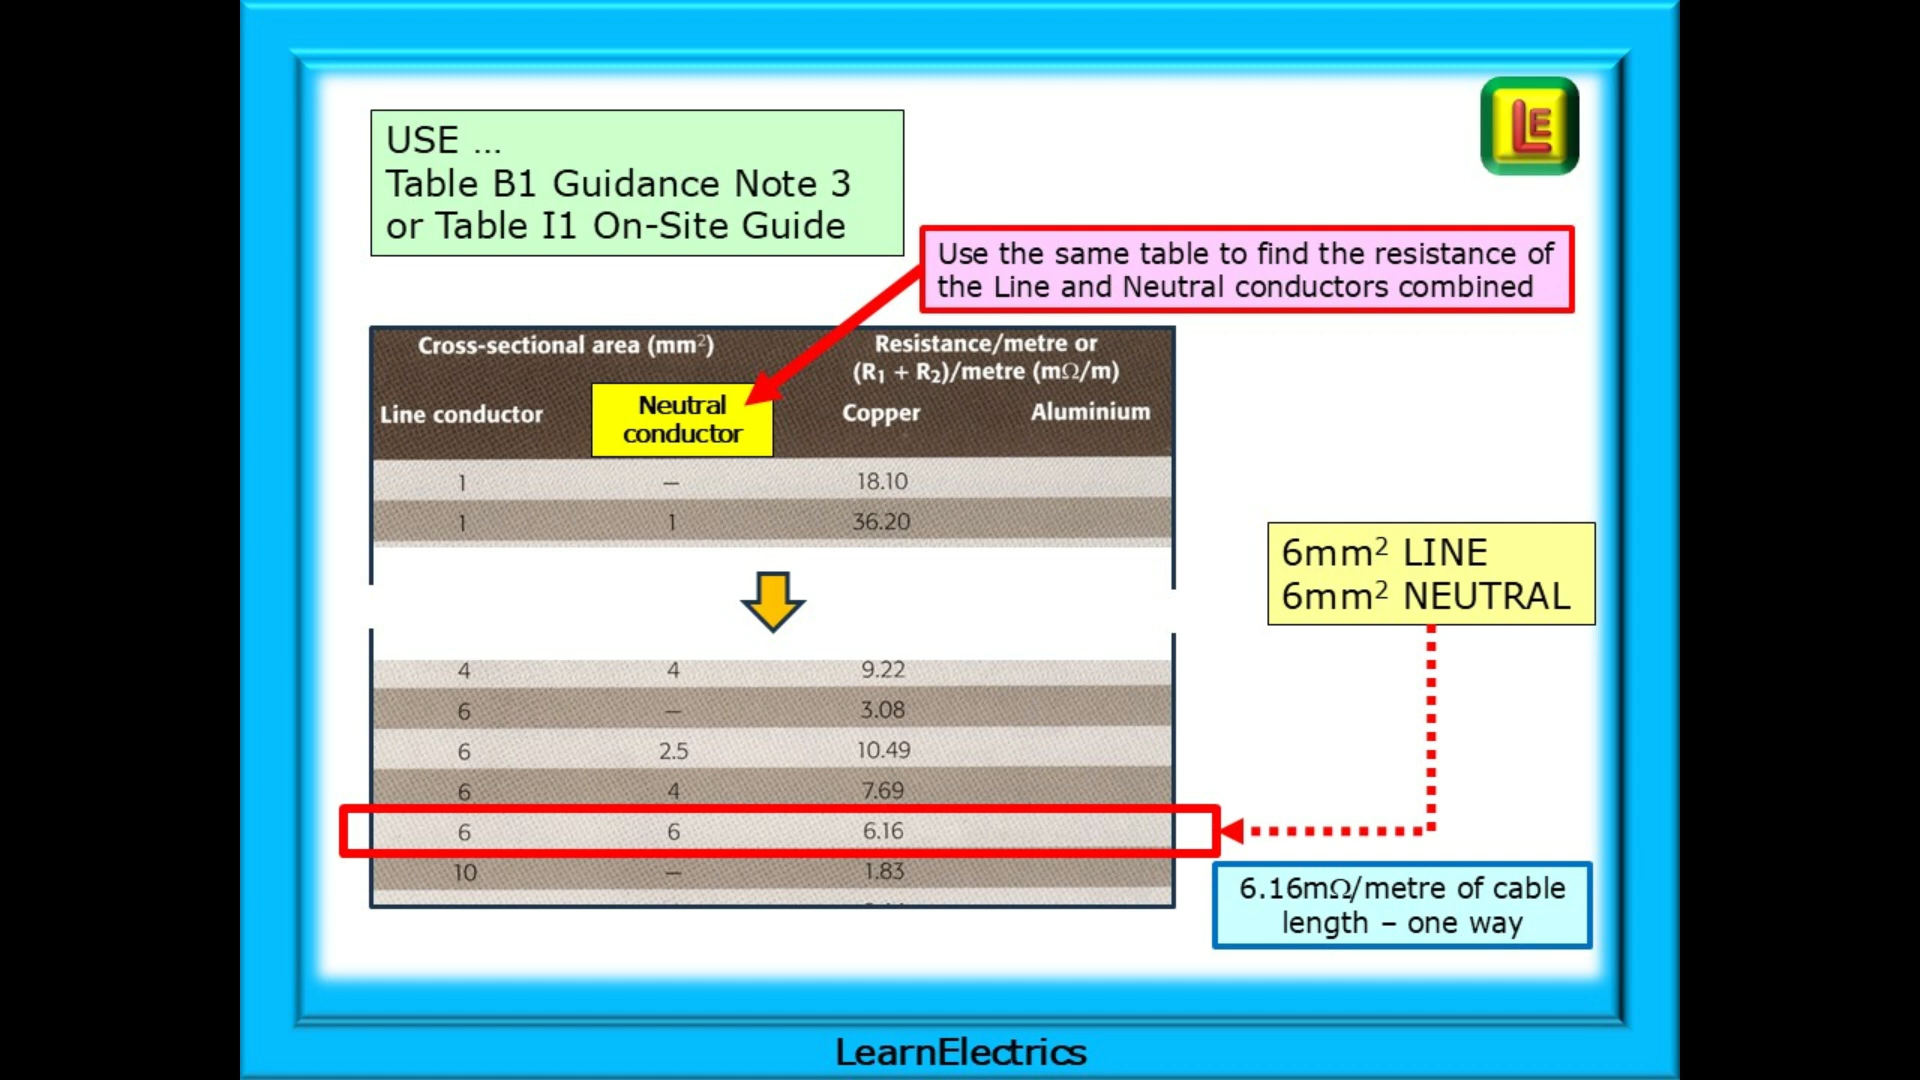 LE
USE ...
Table B1 Guidance Note 3
or Table I1 On-Site Guide
Use the same table to find the resistance of
the Line and Neutral conductors combined
Cross-sectional area (mm²)
Resistance/metre or
(R₁ + R₂)/metre (mΩ/m)
Line conductor
Neutral
conductor
Copper
Aluminium
1 – 18.10
1 1 36.20
4 4 9.22
6 – 3.08
6 2.5 10.49
6 4 7.69
6 6 6.16
10 – 1.83
6mm² LINE
6mm² NEUTRAL
6.16mΩ/metre of cable
length – one way
LearnElectrics